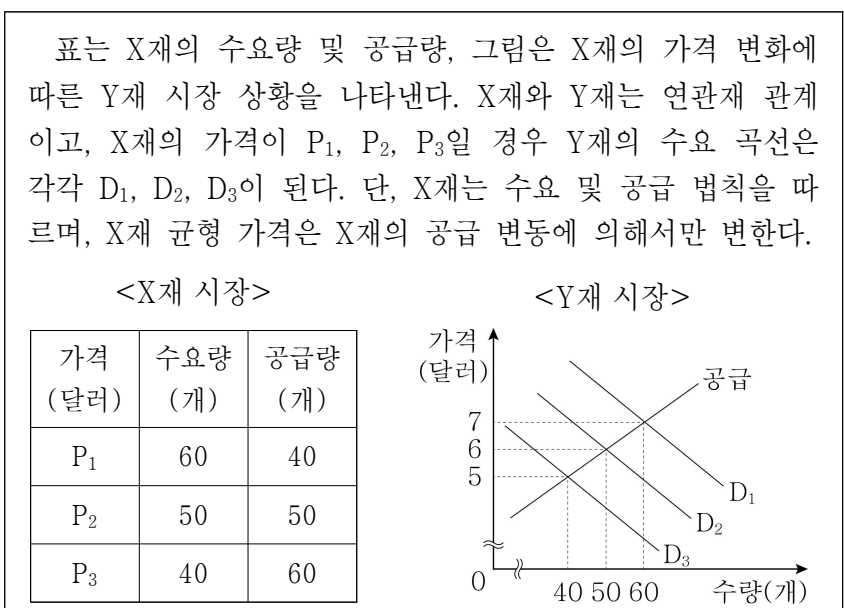 표는 X재의 수요량 및 공급량, 그림은 X재의 가격 변화에
따른 Y재 시장 상황을 나타낸다. X재와 Y재는 연관재 관계
이고, X재의 가격이 P₁, P₂, P₃일 경우 Y재의 수요 곡선은
각각 D₁, D₂, D₃이 된다. 단, X재는 수요 및 공급 법칙을 따
르며, X재 균형 가격은 X재의 공급 변동에 의해서만 변한다.
<X재 시장>
가격 수요량 공급량
(달러) (개) (개)
P₁ 60 40
P₂ 50 50
P₃ 40 60
<Y재 시장>
가격
(달러)
공급
7
6
5
D₁
D₂
D₃
0
40 50 60 수량(개)